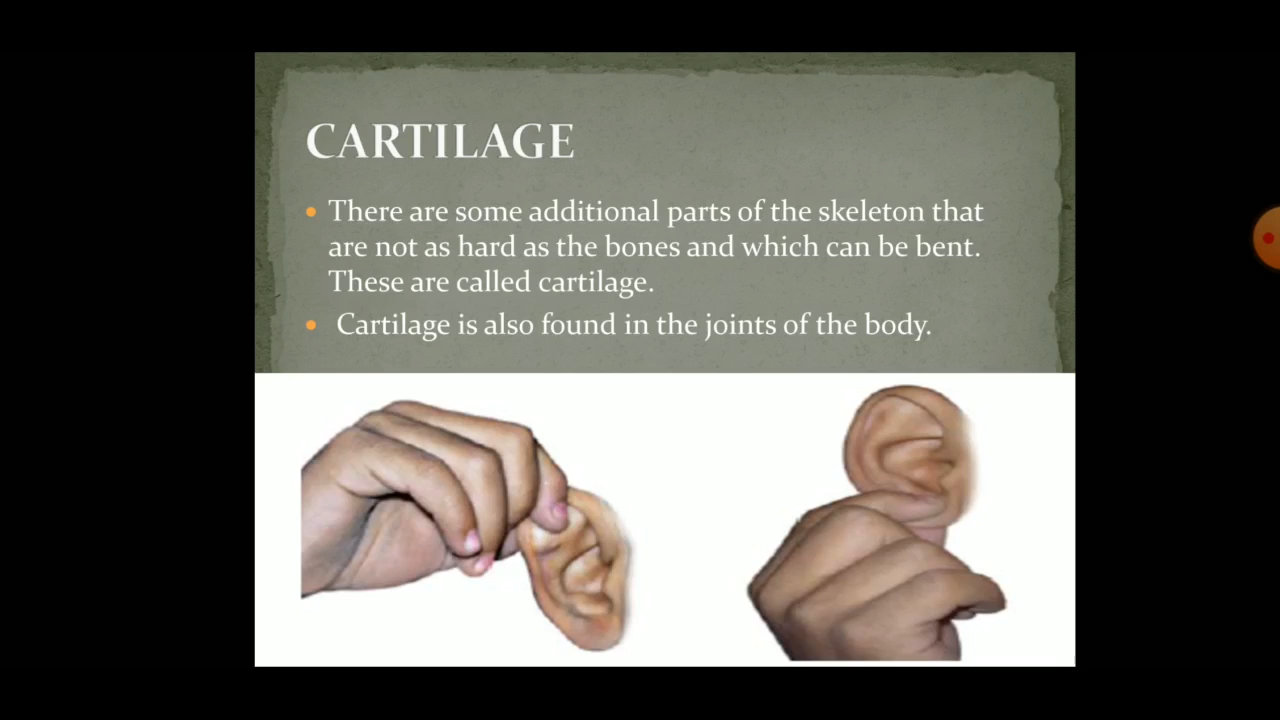 CARTILAGE
There are some additional parts of the skeleton that
are not as hard as the bones and which can be bent.
These are called cartilage.
Cartilage is also found in the joints of the body.